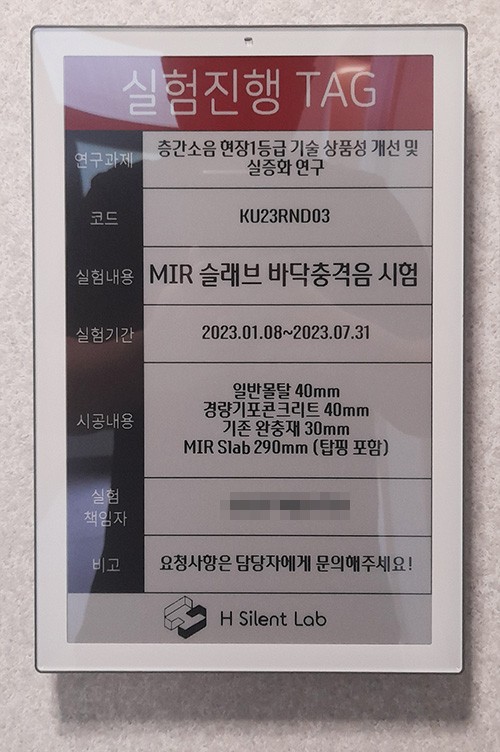 실험진행 TAG
연구과제
층간소음 현장1등급 기술 상품성 개선 및
실증화 연구
코드
KU23RND03
실험내용
MIR 슬래브 바닥충격음 시험
실험기간
2023.01.08~2023.07.31
시공내용
일반몰탈 40mm
경량기포콘크리트 40mm
기존 완충재 30mm
MIR Slab 290mm (탑핑 포함)
실험
책임자
비고
요청사항은 담당자에게 문의해주세요!
H Silent Lab